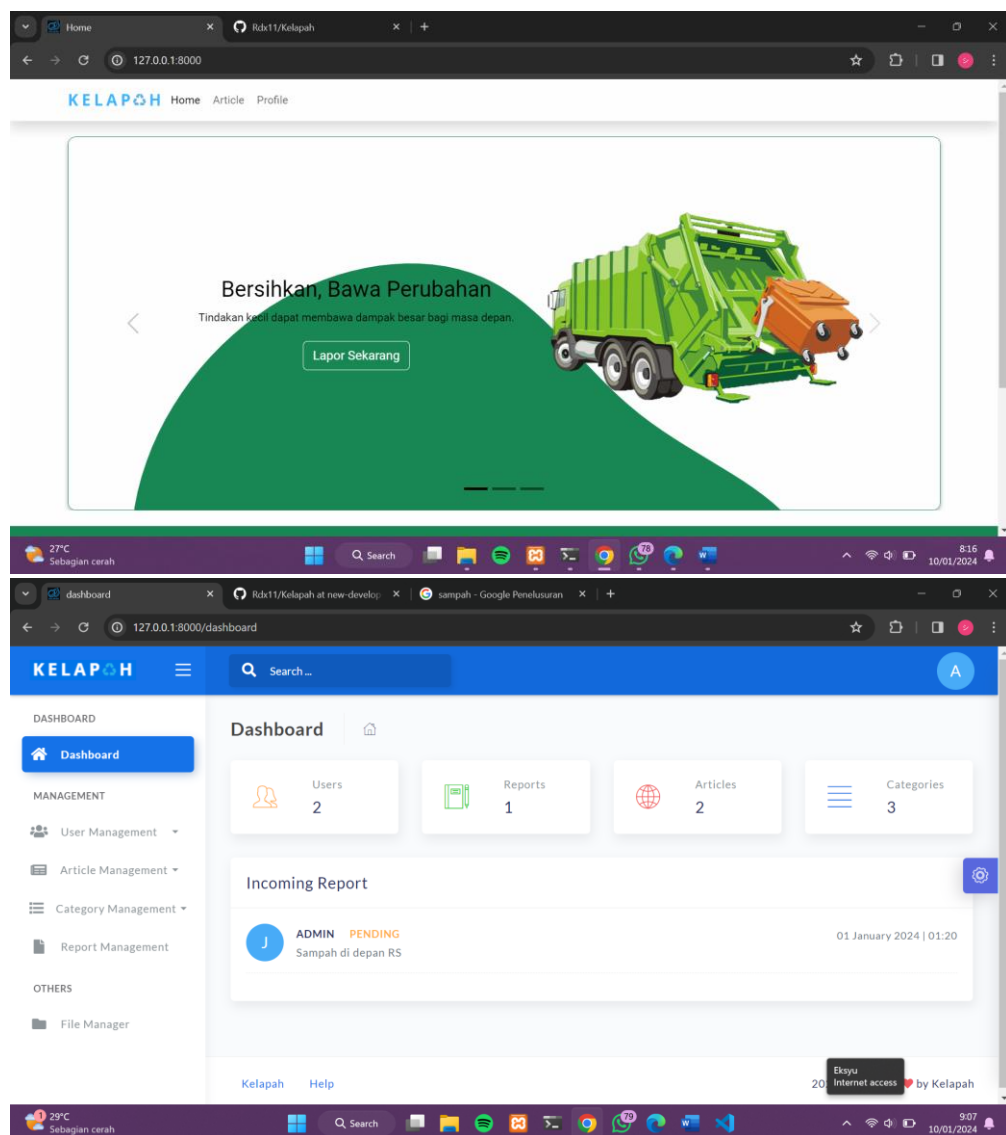 Home
Rdx11/Kelapah
127.0.0.1:8000
KELAPAH Home Article Profile
Bersihkan, Bawa Perubahan
Tindakan kecil dapat membawa dampak besar bagi masa depan.
Lapor Sekarang
27°C
Sebagian cerah
Search
78
8:16
10/01/2024
dashboard
Rdx11/Kelapah at new-develop
sampah - Google Penelusuran
127.0.0.1:8000/dashboard
KELAPAH
Search ...
A
DASHBOARD
Dashboard
MANAGEMENT
User Management
Article Management
Category Management
Report Management
OTHERS
File Manager
Dashboard
Users
2
Reports
1
Articles
2
Categories
3
Incoming Report
J
ADMIN PENDING
Sampah di depan RS
01 January 2024 | 01:20
Kelapah Help
20
by Kelapah
Eksyu
Internet access
1
29°C
Sebagian cerah
Search
79
9:07
10/01/2024